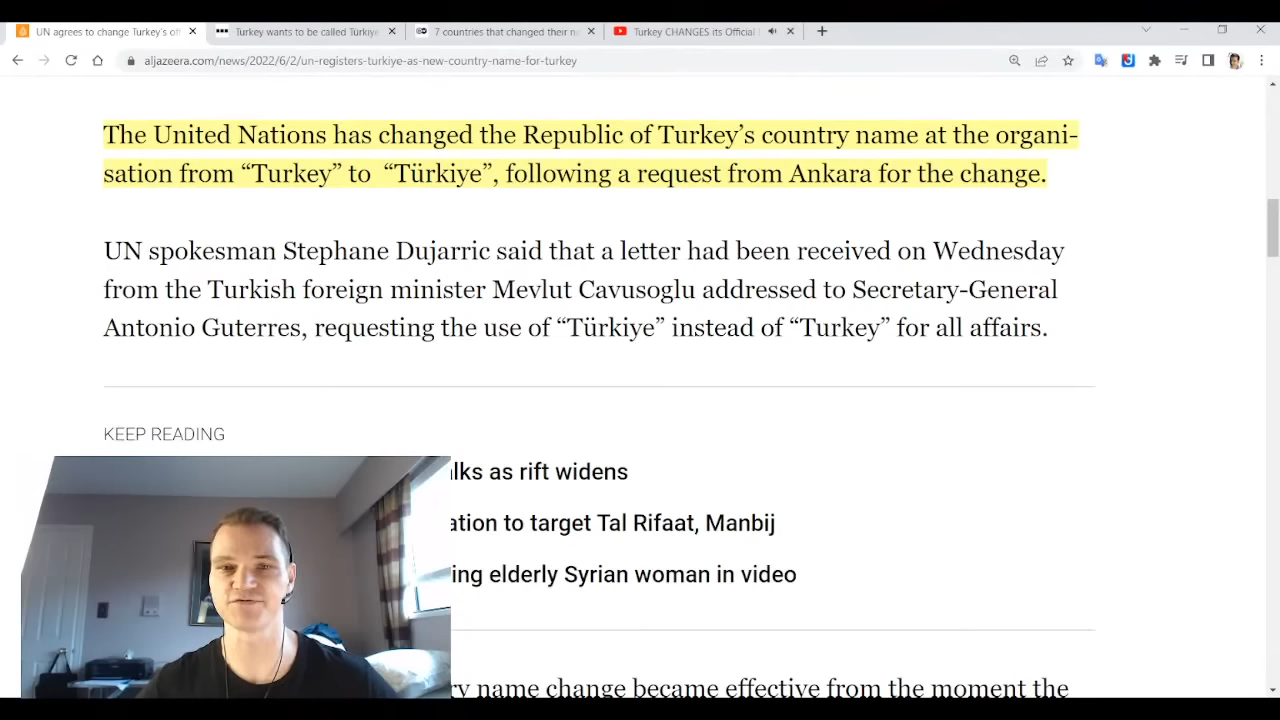 UN agrees to change Turkey's of
Turkey wants to be called Türkiye
7 countries that changed their n
Turkey CHANGES its Official
aljazeera.com/news/2022/6/2/un-registers-turkiye-as-new-country-name-for-turkey
The United Nations has changed the Republic of Turkey’s country name at the organi-
sation from “Turkey” to “Türkiye”, following a request from Ankara for the change.
UN spokesman Stephane Dujarric said that a letter had been received on Wednesday
from the Turkish foreign minister Mevlut Cavusoglu addressed to Secretary-General
Antonio Guterres, requesting the use of “Türkiye” instead of “Turkey” for all affairs.
KEEP READING
alks as rift widens
ation to target Tal Rifaat, Manbij
ing elderly Syrian woman in video
ry name change became effective from the moment the